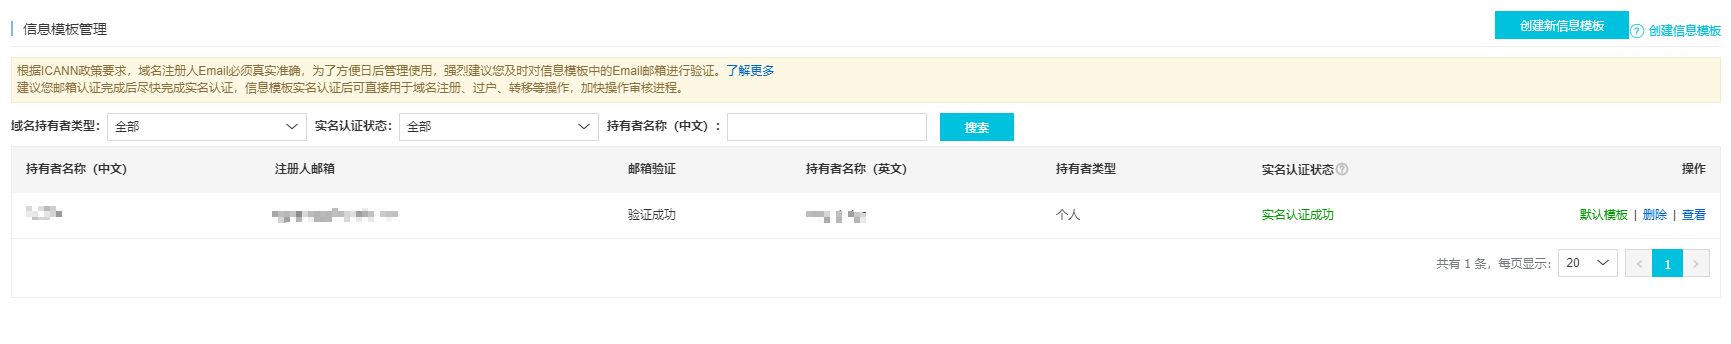 信息模板管理
创建新信息模板
? 创建信息模板
根据ICANN政策要求，域名注册人Email必须真实准确，为了方便日后管理使用，强烈建议您及时对信息模板中的Email邮箱进行验证。了解更多
建议您邮箱认证完成后尽快完成实名认证，信息模板实名认证后可直接用于域名注册、过户、转移等操作，加快操作审核进程。
域名持有者类型： 全部 实名认证状态： 全部 持有者名称（中文）： 搜索
持有者名称（中文） 注册人邮箱 邮箱验证 持有者名称（英文） 持有者类型 实名认证状态 ? 操作
验证成功 个人 实名认证成功 默认模板 | 删除 | 查看
共有 1 条，每页显示： 20 < 1 >